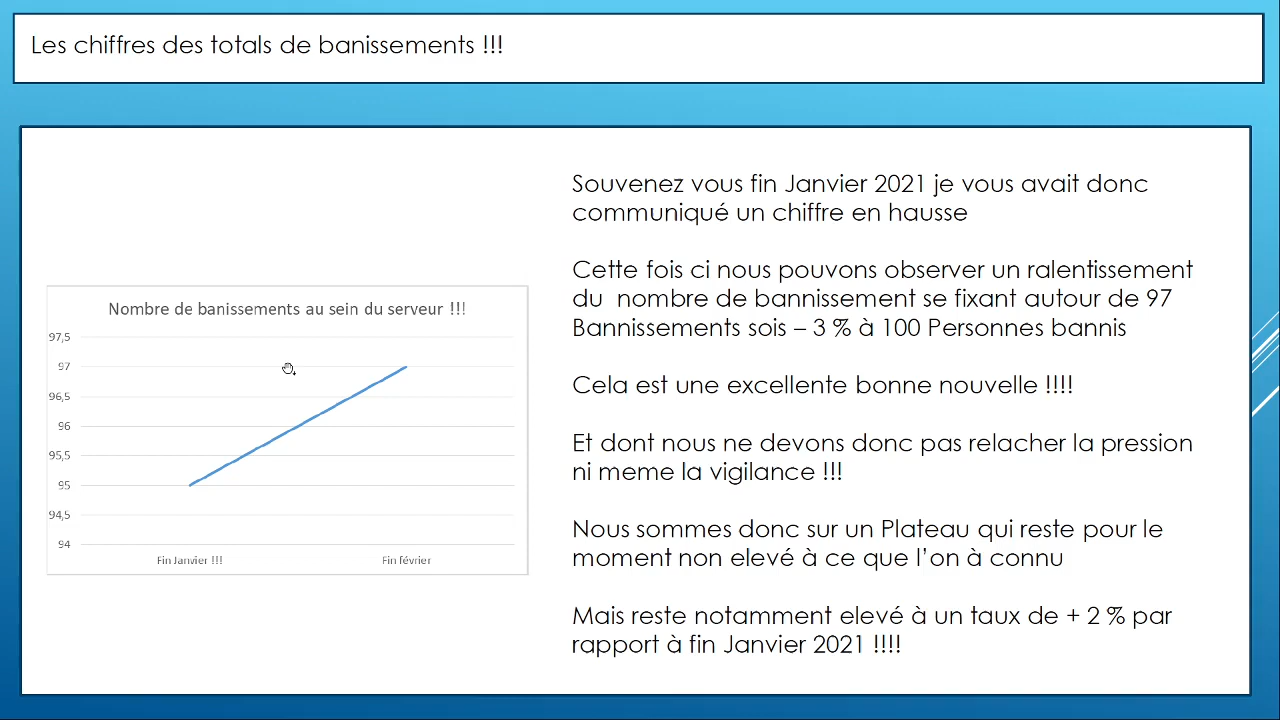 Les chiffres des totals de banissements !!!
Souvenez vous fin Janvier 2021 je vous avait donc
communiqué un chiffre en hausse
Cette fois ci nous pouvons observer un ralentissement
du  nombre de bannissement se fixant autour de 97
Bannissements sois – 3 % à 100 Personnes bannis
Cela est une excellente bonne nouvelle !!!!
Et dont nous ne devons donc pas relacher la pression
ni meme la vigilance !!!
Nous sommes donc sur un Plateau qui reste pour le
moment non elevé à ce que l’on à connu
Mais reste notamment elevé à un taux de + 2 % par
rapport à fin Janvier 2021 !!!!
Nombre de banissements au sein du serveur !!!
97,5
97
96,5
96
95,5
95
94,5
94
Fin Janvier !!!
Fin février